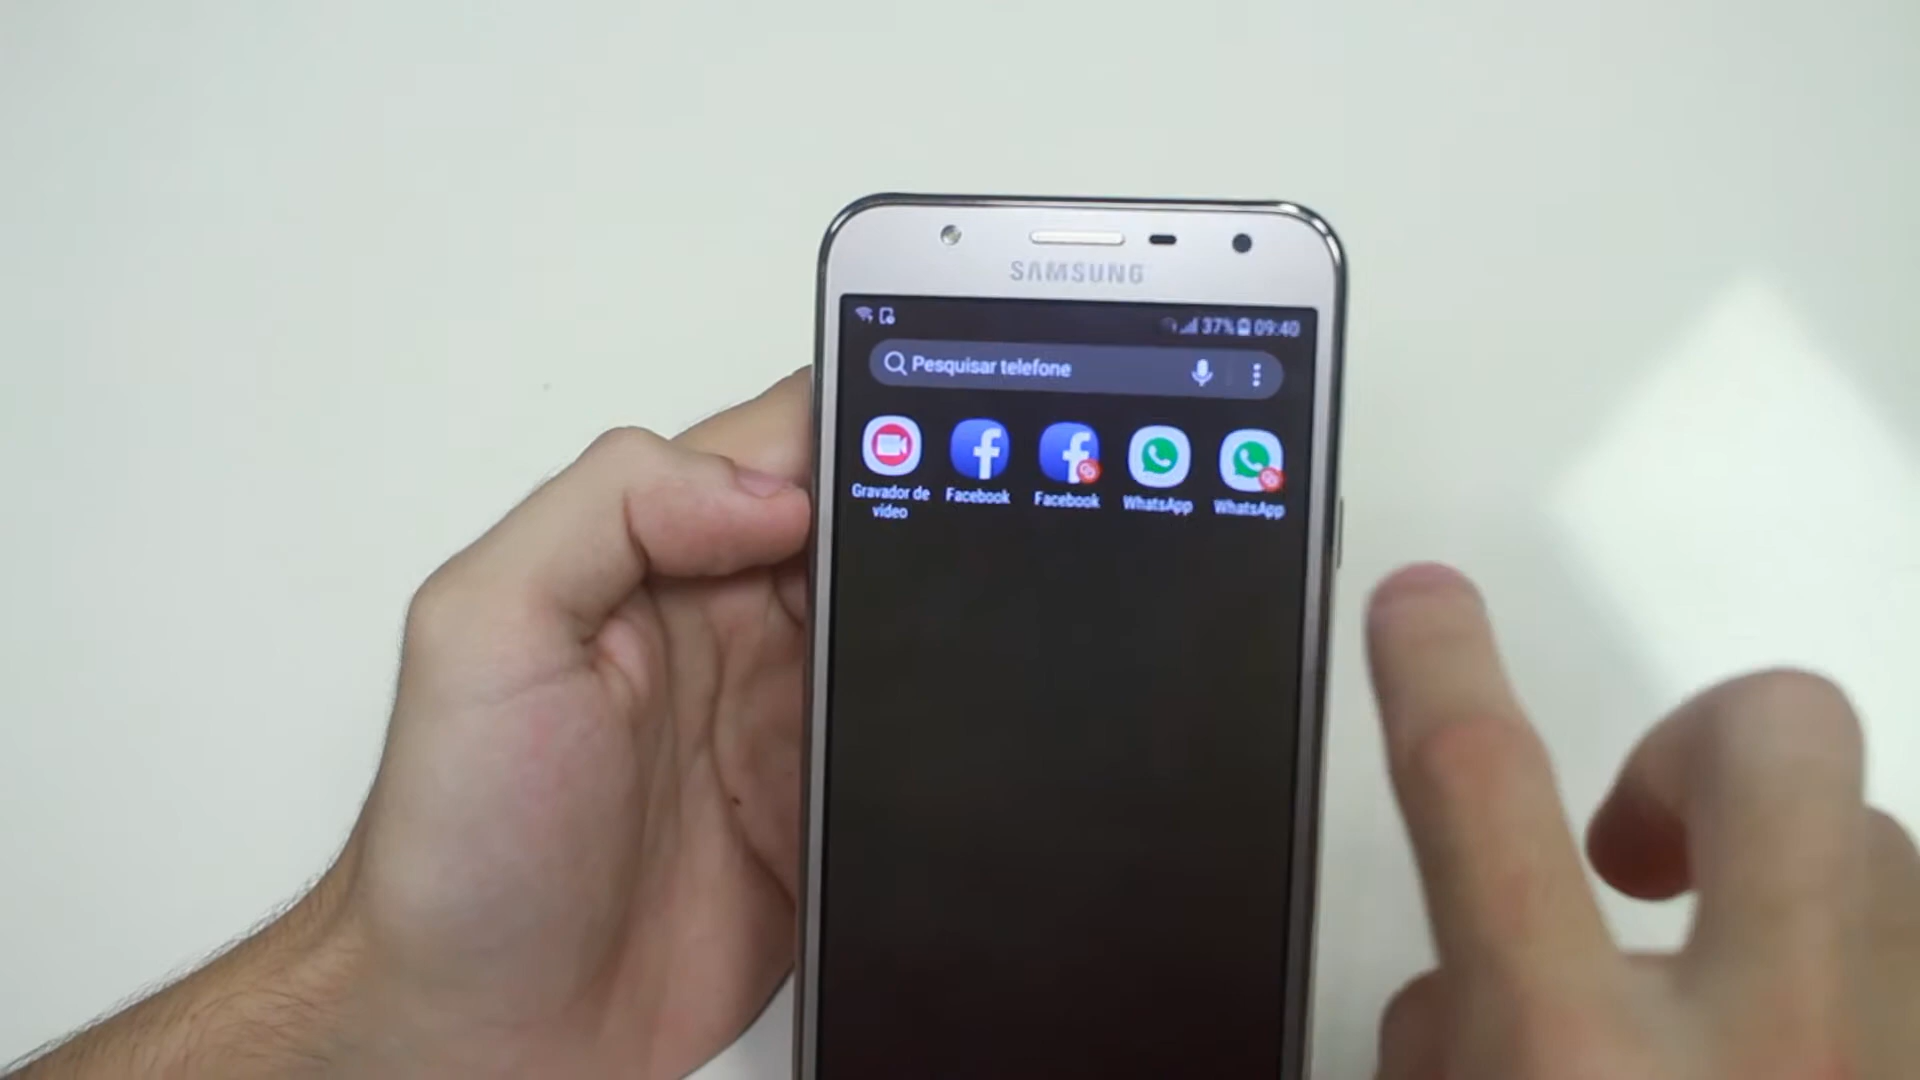 SAMSUNG
37% 09:40
Pesquisar telefone
Gravador de
vídeo
Facebook
Facebook
WhatsApp
WhatsApp